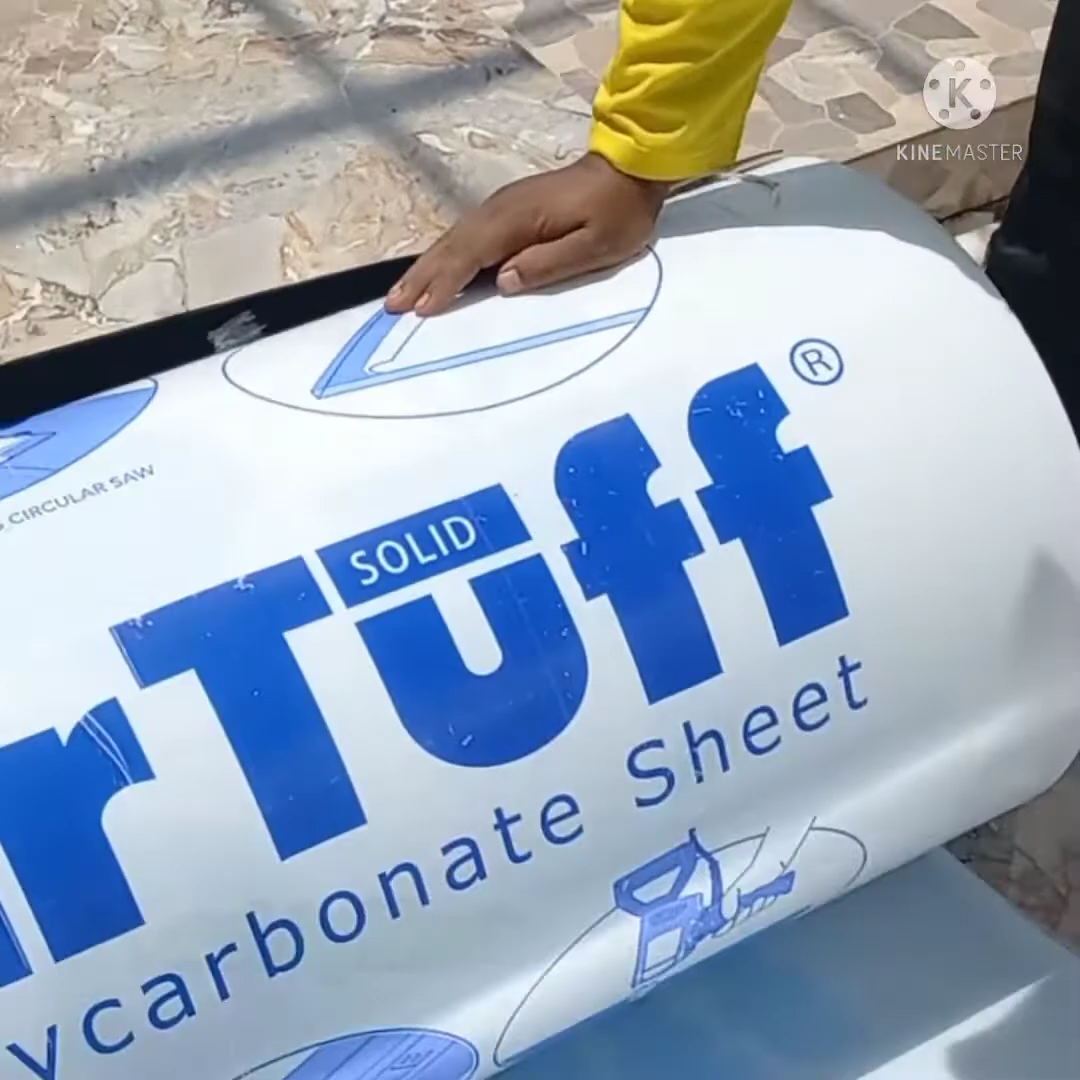 KINEMASTER
®
CIRCULAR SAW
SOLID
rTuff
ycarbonate Sheet